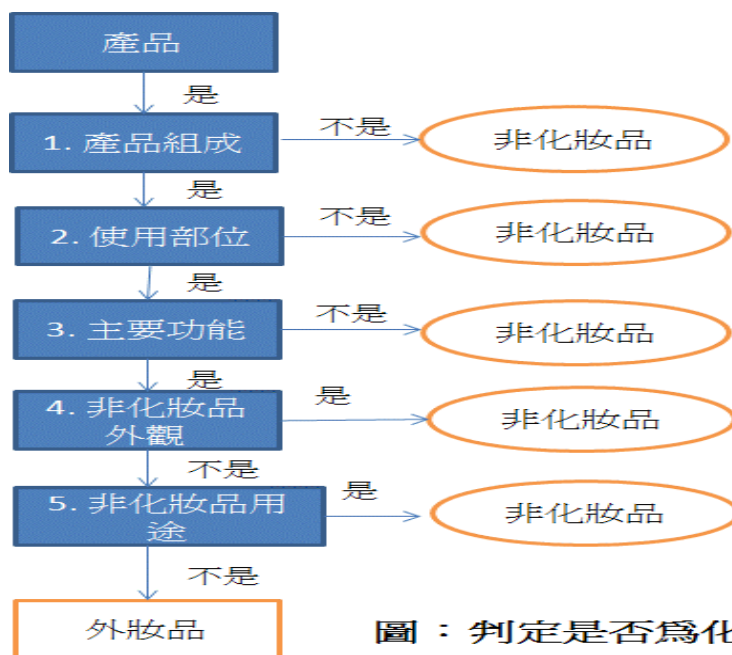 產品
是
1. 產品組成
不是
非化妝品
是
2. 使用部位
不是
非化妝品
是
3. 主要功能
不是
非化妝品
是
4. 非化妝品
外觀
是
非化妝品
不是
5. 非化妝品用
途
是
非化妝品
不是
外妝品
圖：判定是否爲化